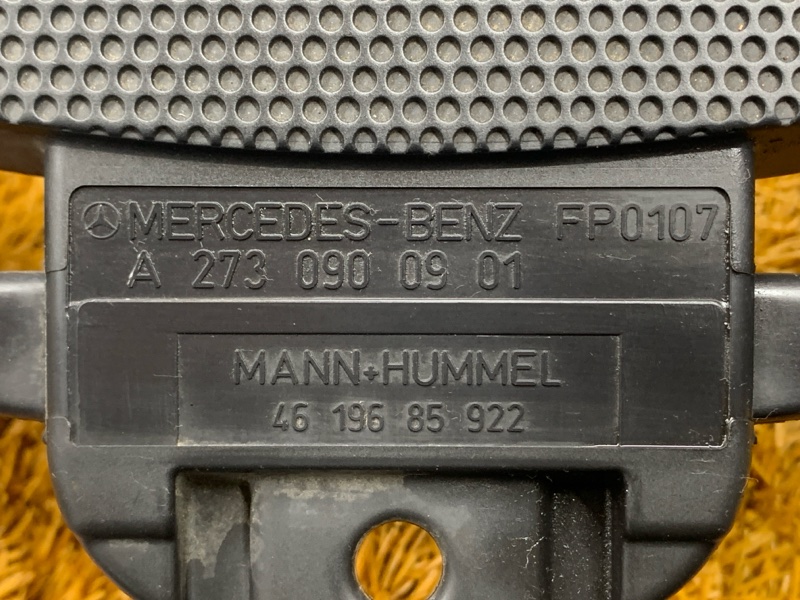 MERCEDES-BENZ FP0107
A 273 090 09 01
MANN+HUMMEL
46 196 85 922